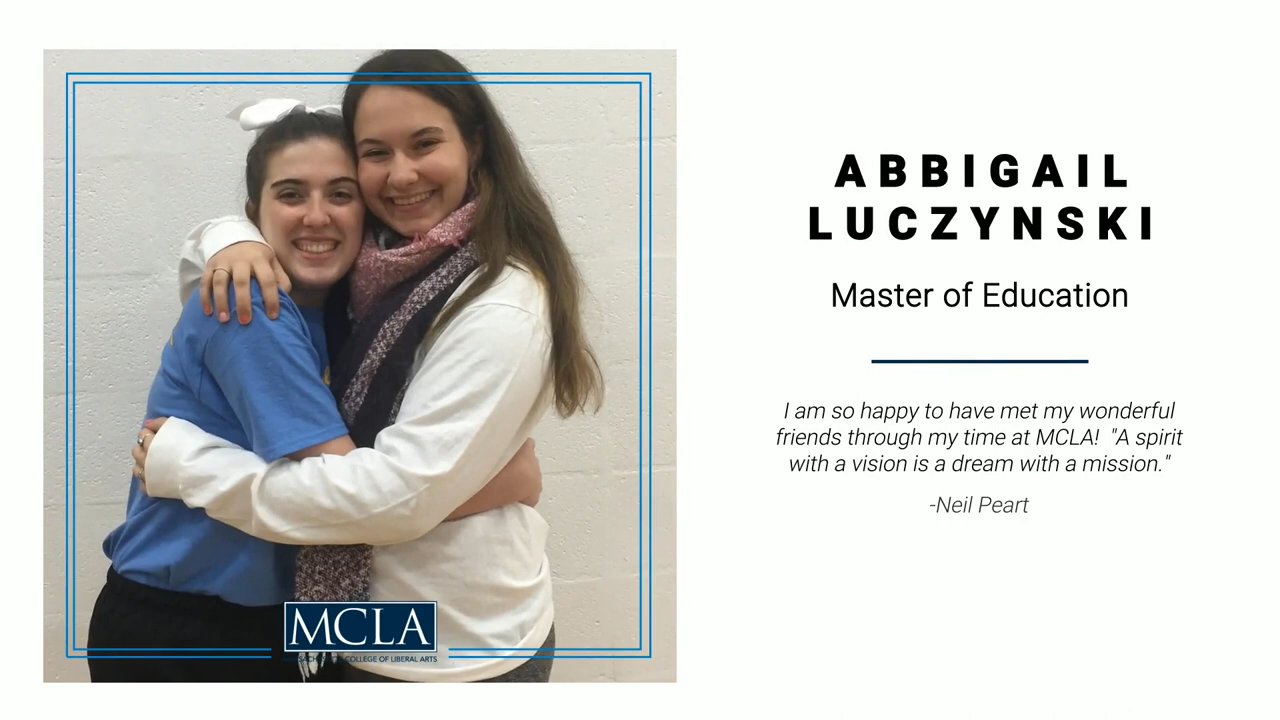 ABBIGAIL
LUCZYNSKI
Master of Education
I am so happy to have met my wonderful
friends through my time at MCLA! "A spirit
with a vision is a dream with a mission."
-Neil Peart
MCLA
COLLEGE OF LIBERAL ARTS